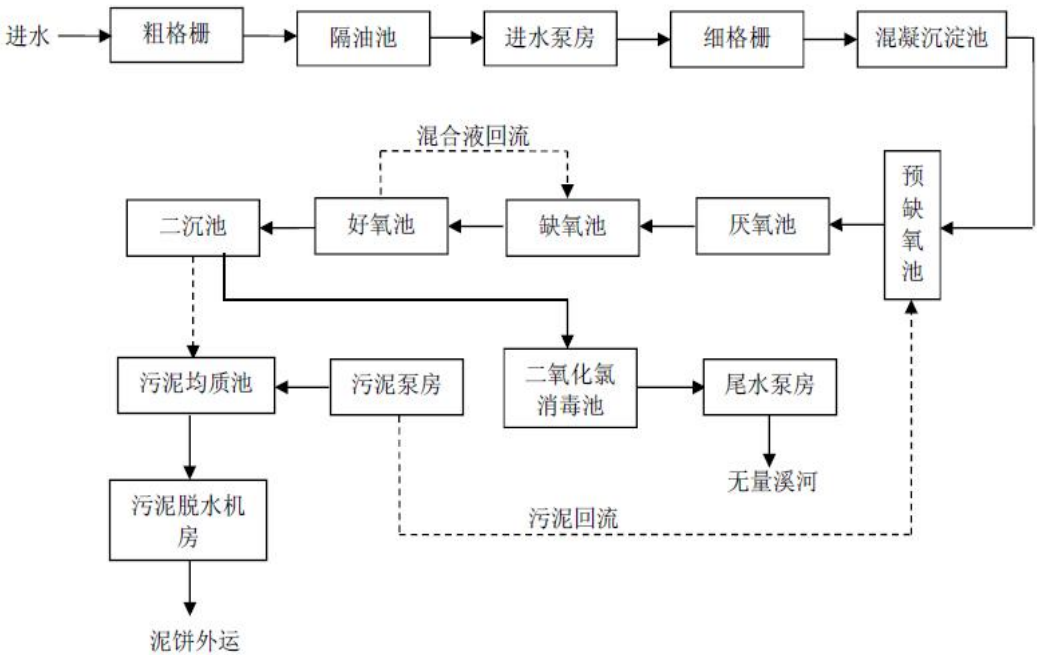 进水
粗格栅
隔油池
进水泵房
细格栅
混凝沉淀池
混合液回流
二沉池
好氧池
缺氧池
厌氧池
预
缺
氧
池
污泥均质池
污泥泵房
二氧化氯
消毒池
尾水泵房
无量溪河
污泥脱水机
房
污泥回流
泥饼外运